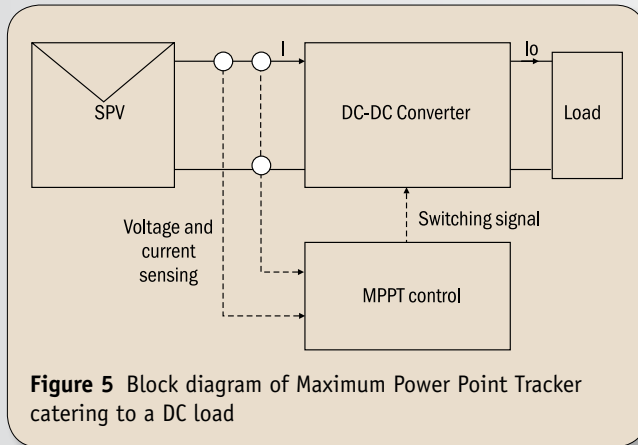 I
Io
SPV
DC-DC Converter
Load
Voltage and
current
sensing
Switching signal
MPPT control
Figure 5 Block diagram of Maximum Power Point Tracker
catering to a DC load